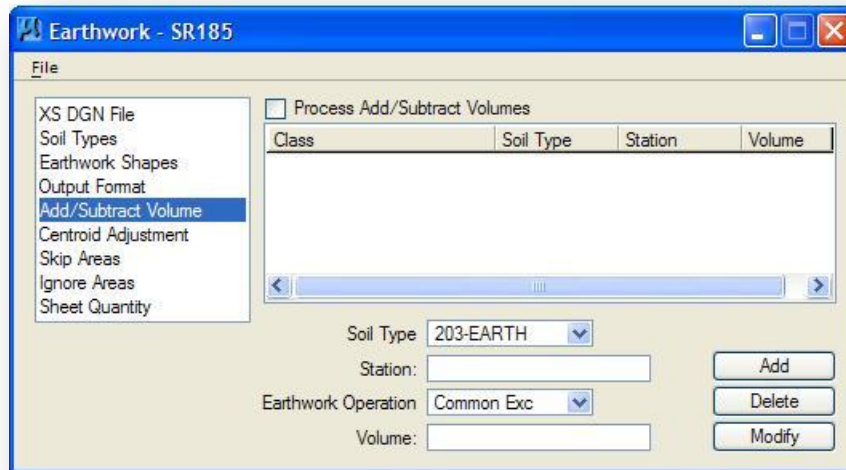 Earthwork - SR185
File
XS DGN File
Soil Types
Earthwork Shapes
Output Format
Add/Subtract Volume
Centroid Adjustment
Skip Areas
Ignore Areas
Sheet Quantity
Process Add/Subtract Volumes
Class Soil Type Station Volume
Soil Type 203-EARTH
Station:
Earthwork Operation Common Exc
Volume:
Add
Delete
Modify